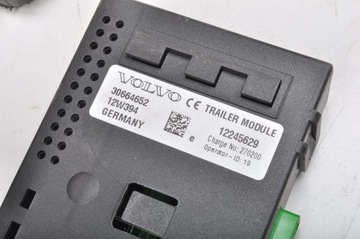 VOLVO CE TRAILER MODULE
30664652
12W394
GERMANY
12245629
e
Charge No: 270200
Operator-ID: 19